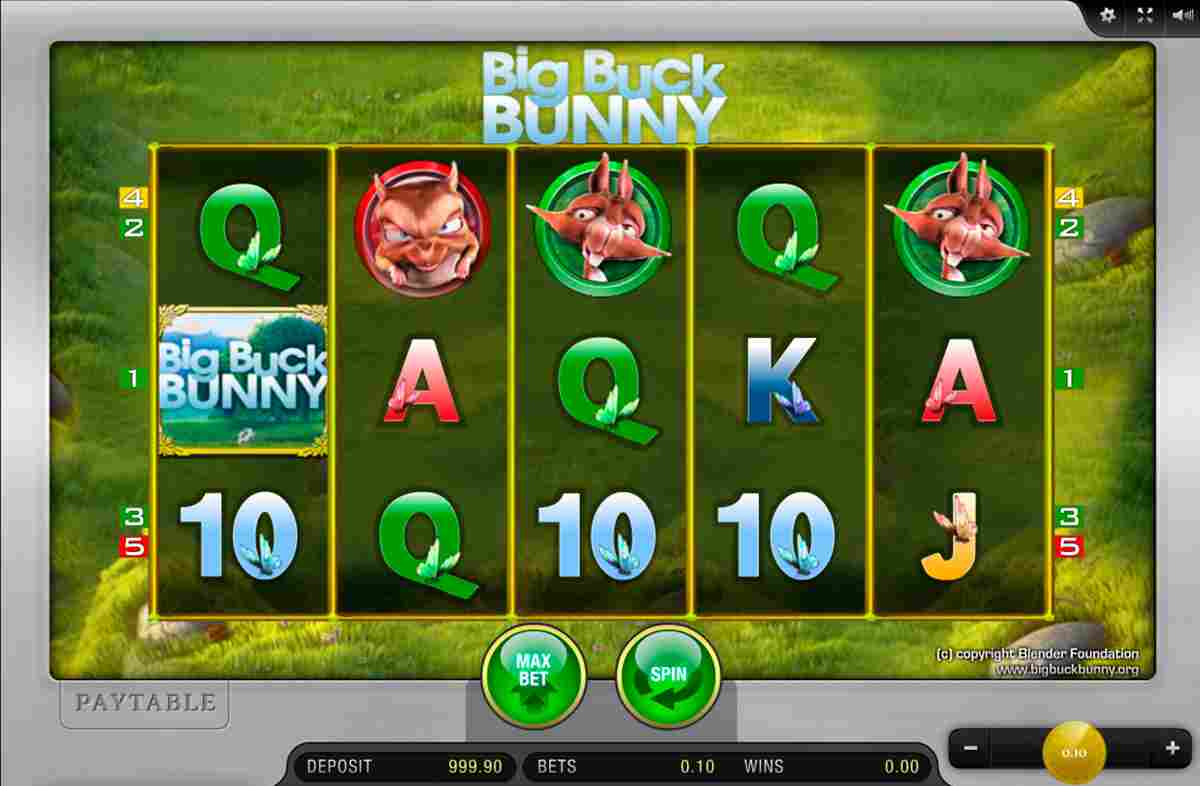 Big Buck
BUNNY
4 4
2 Q Q 2
Big Buck
BUNNY
1 A Q K A 1
3 10 Q 10 10 J 3
5 5
(c) copyright Blender Foundation
www.bigbuckbunny.org
MAX
BET
SPIN
PAYTABLE
0.10
DEPOSIT 999.90 BETS 0.10 WINS 0.00